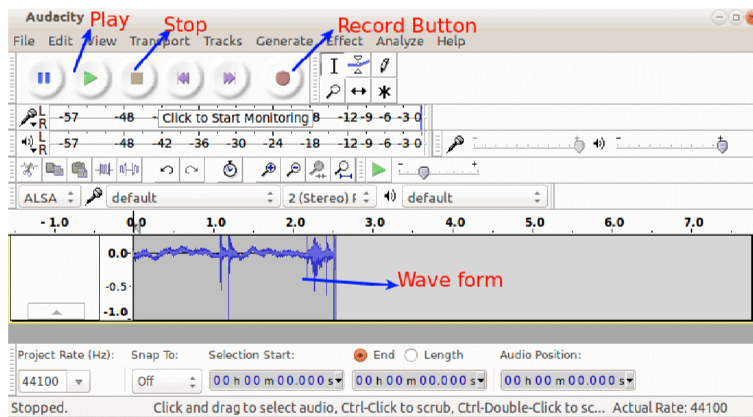 Audacity
Play
Stop
Record Button
File Edit View Transport Tracks Generate Effect Analyze Help
L
R
-57 -48 - Click to Start Monitoring 8 -12 -9 -6 -3 0
L
R
-57 -48 -42 -36 -30 -24 -18 -12 -9 -6 -3 0
- + - +
- +
ALSA default 2 (Stereo) default
- 1.0 0.0 1.0 2.0 3.0 4.0 5.0 6.0 7.0
0.0
-0.5
-1.0
Wave form
Project Rate (Hz): Snap To: Selection Start: End Length Audio Position:
44100 Off 00 h 00 m 00.000 s 00 h 00 m 00.000 s 00 h 00 m 00.000 s
Stopped. Click and drag to select audio, Ctrl-Click to scrub, Ctrl-Double-Click to sc... Actual Rate: 44100